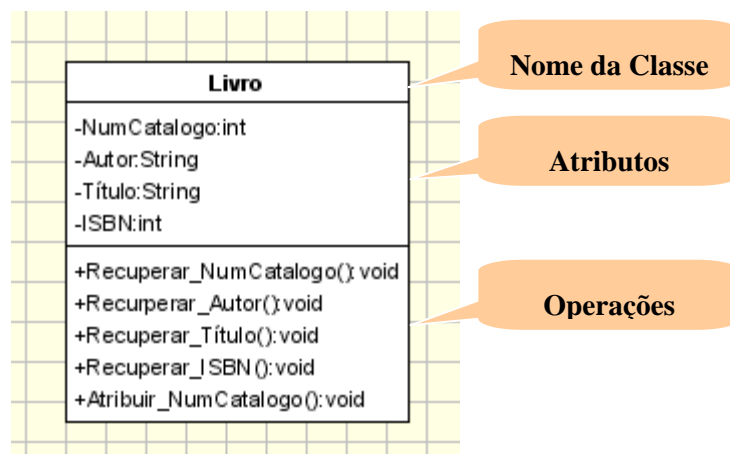 Livro
-NumCatalogo:int
-Autor:String
-Título:String
-ISBN:int
+Recuperar_NumCatalogo():void
+Recurperar_Autor():void
+Recuperar_Título():void
+Recuperar_ISBN():void
+Atribuir_NumCatalogo():void
Nome da Classe
Atributos
Operações